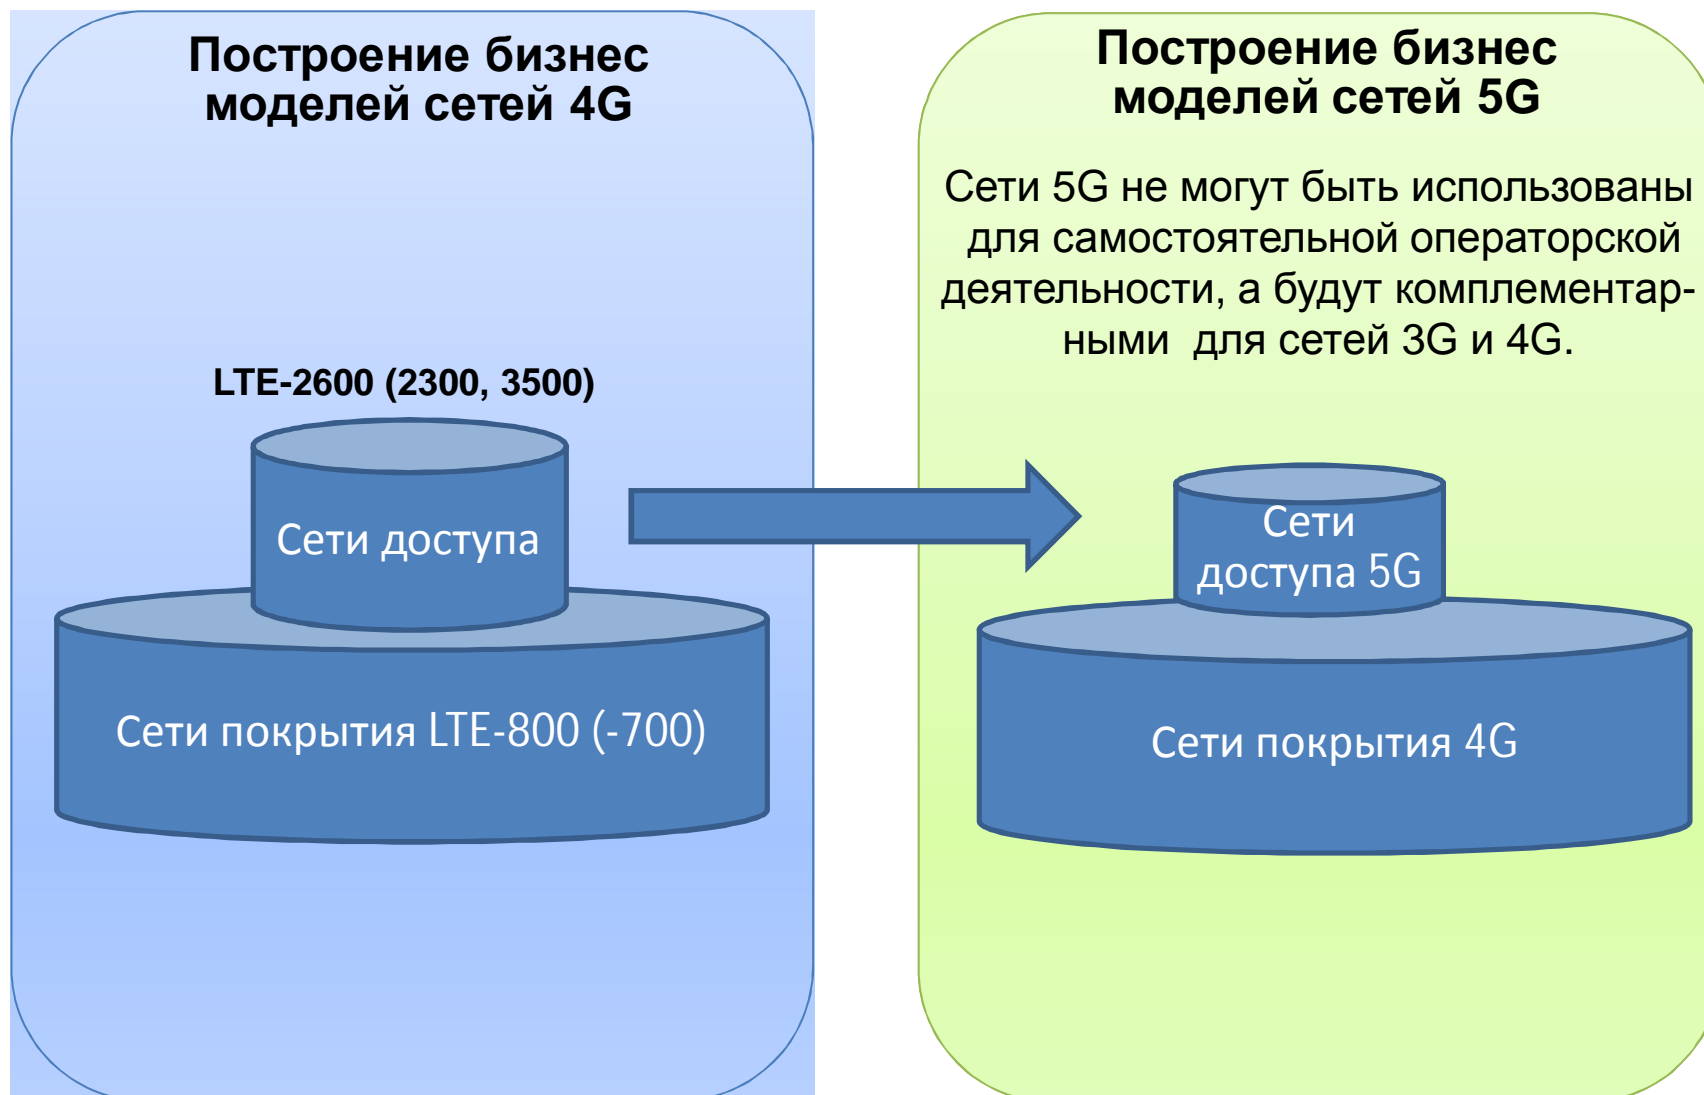 Построение бизнес
моделей сетей 4G
LTE-2600 (2300, 3500)
Сети доступа
Сети покрытия LTE-800 (-700)
Построение бизнес
моделей сетей 5G
Сети 5G не могут быть использованы
для самостоятельной операторской
деятельности, а будут комплементар-
ными для сетей 3G и 4G.
Сети
доступа 5G
Сети покрытия 4G